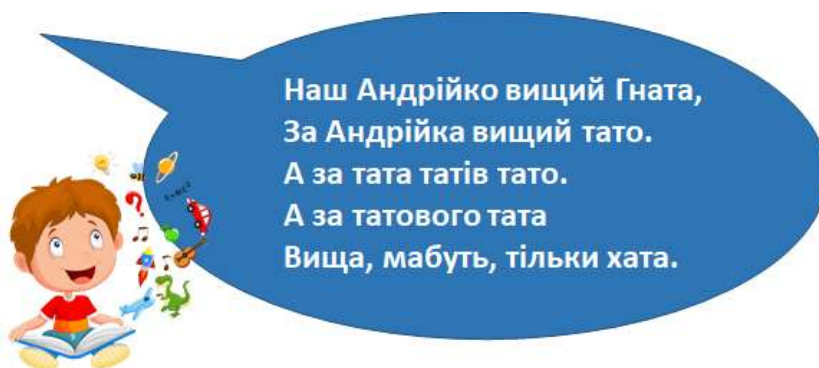 Наш Андрійко вищий Гната,
За Андрійка вищий тато.
А за тата татів тато.
А за татового тата
Вища, мабуть, тільки хата.